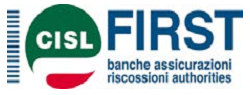 CISL FIRST
banche assicurazioni
riscossioni authorities